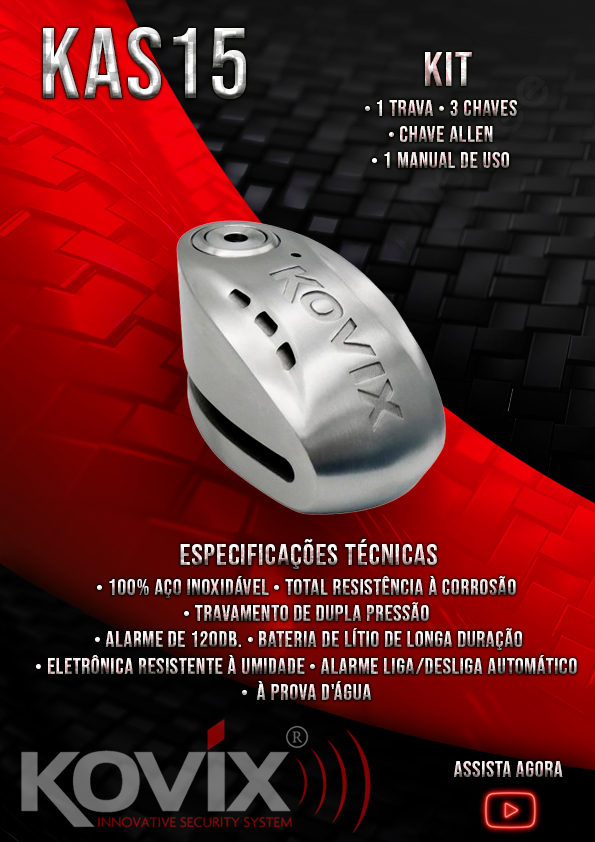 KAS15
KIT
• 1 TRAVA • 3 CHAVES
• CHAVE ALLEN
• 1 MANUAL DE USO
KOVIX
ESPECIFICAÇÕES TÉCNICAS
• 100% AÇO INOXIDÁVEL • TOTAL RESISTÊNCIA À CORROSÃO
• TRAVAMENTO DE DUPLA PRESSÃO
• ALARME DE 120DB. • BATERIA DE LÍTIO DE LONGA DURAÇÃO
• ELETRÔNICA RESISTENTE À UMIDADE • ALARME LIGA/DESLIGA AUTOMÁTICO
• À PROVA D'ÁGUA
KOVIX®
INNOVATIVE SECURITY SYSTEM
ASSISTA AGORA